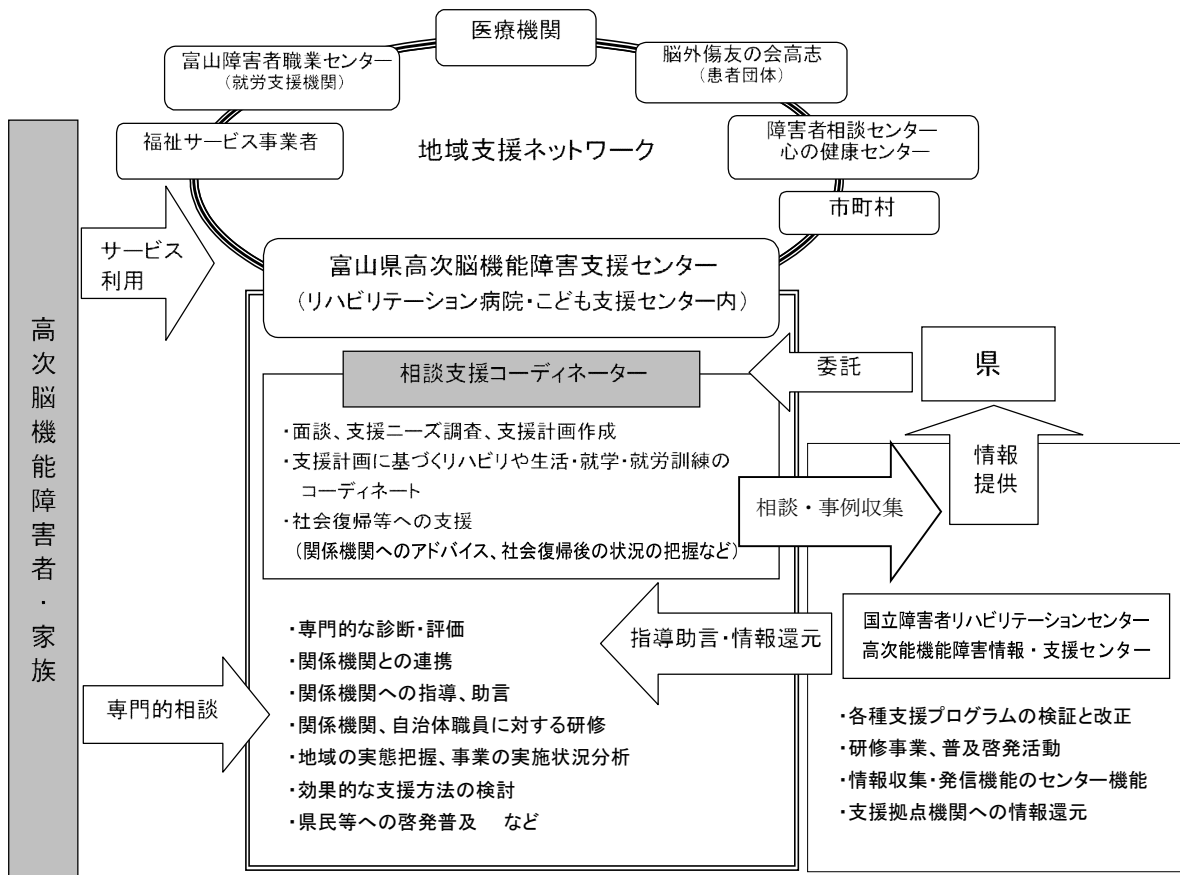 医療機関
富山障害者職業センター
(就労支援機関)
脳外傷友の会高志
(患者団体)
福祉サービス事業者
地域支援ネットワーク
障害者相談センター
心の健康センター
市町村
サービス
利用
富山県高次脳機能障害支援センター
(リハビリテーション病院・こども支援センター内)
高次脳機能障害者・家族
相談支援コーディネーター
委託
県
・面談、支援ニーズ調査、支援計画作成
・支援計画に基づくリハビリや生活・就学・就労訓練の
コーディネート
・社会復帰等への支援
(関係機関へのアドバイス、社会復帰後の状況の把握など)
相談・事例収集
情報
提供
・専門的な診断・評価
・関係機関との連携
・関係機関への指導、助言
・関係機関、自治体職員に対する研修
・地域の実態把握、事業の実施状況分析
・効果的な支援方法の検討
・県民等への啓発普及　など
専門的相談
指導助言・情報還元
国立障害者リハビリテーションセンター
高次能機能障害情報・支援センター
・各種支援プログラムの検証と改正
・研修事業、普及啓発活動
・情報収集・発信機能のセンター機能
・支援拠点機関への情報還元